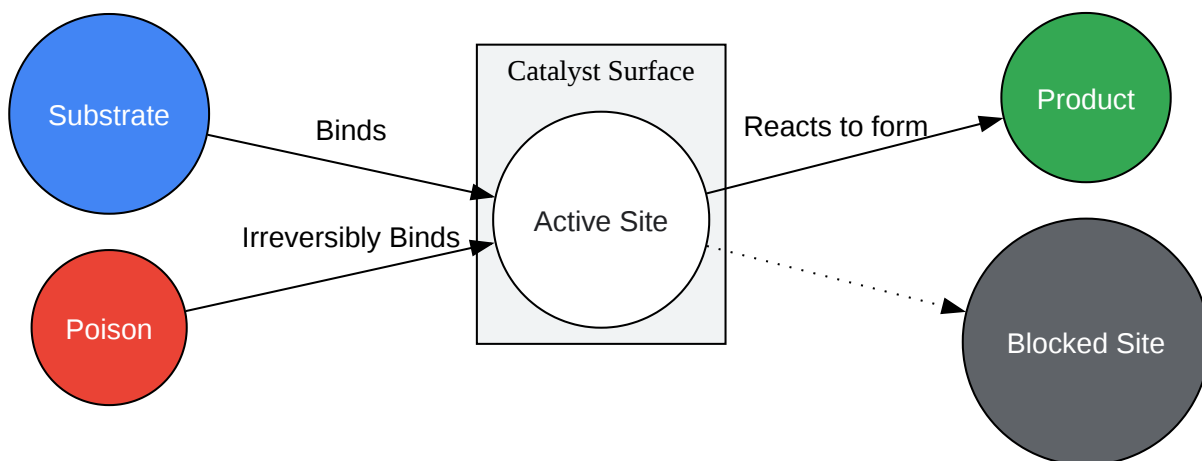 Catalyst Surface
Substrate
Binds
Irreversibly Binds
Poison
Active Site
Reacts to form
Product
Blocked Site